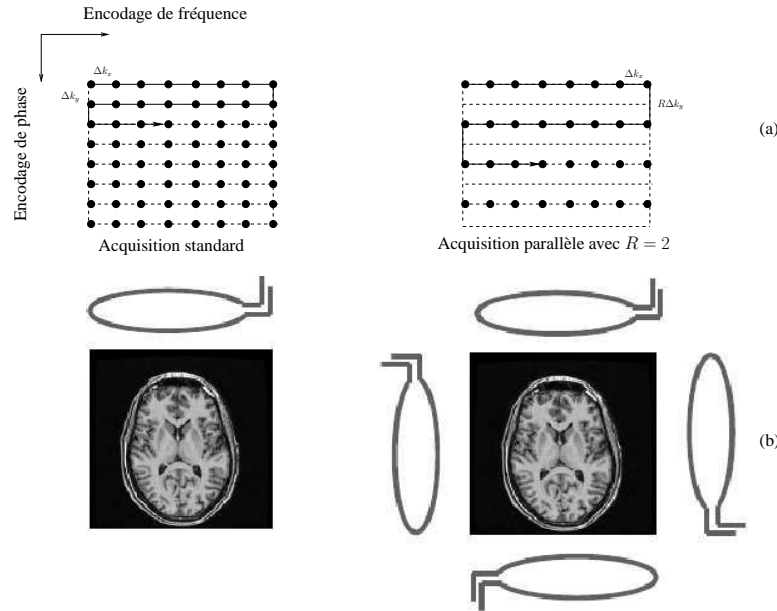 Encodage de fréquence
Encodage de phase
Δk_x
Δk_y
Δk_x
RΔk_y
(a)
Acquisition standard
Acquisition parallèle avec R = 2
(b)